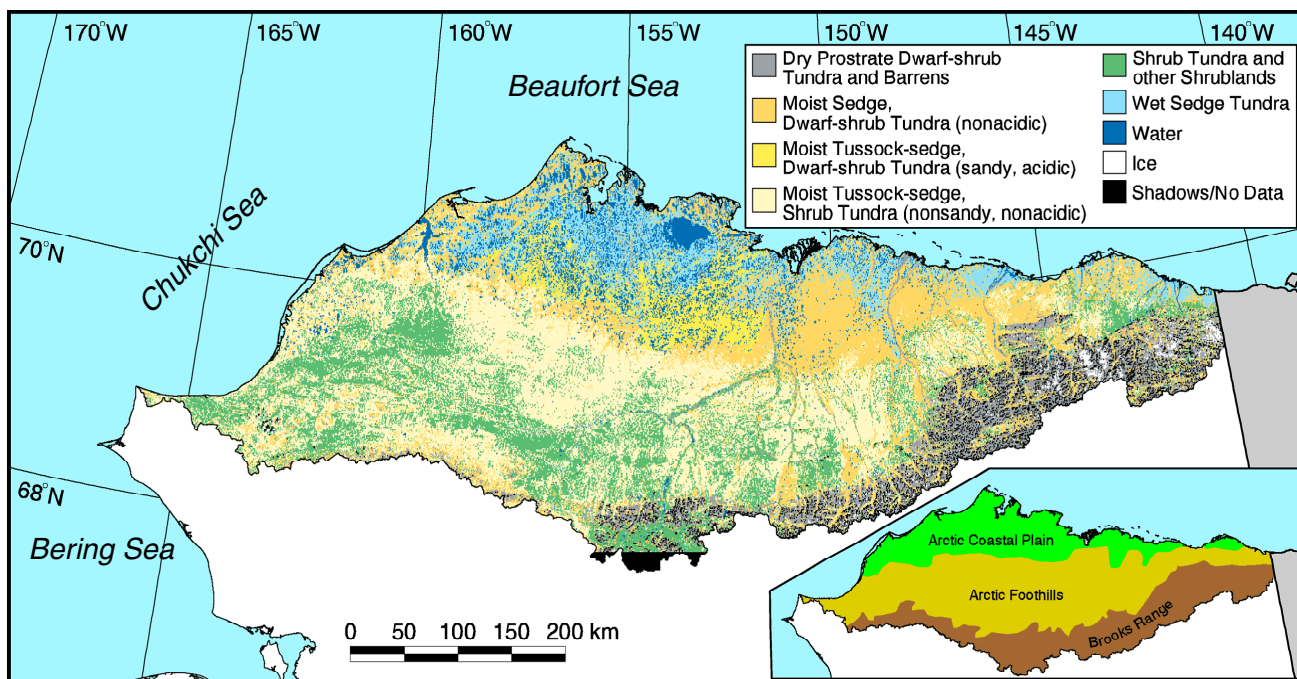 170°W
165°W
160°W
155°W
150°W
145°W
140°W
Beaufort Sea
Dry Prostrate Dwarf-shrub
Tundra and Barrens
Moist Sedge,
Dwarf-shrub Tundra (nonacidic)
Moist Tussock-sedge,
Dwarf-shrub Tundra (sandy, acidic)
Moist Tussock-sedge,
Shrub Tundra (nonsandy, nonacidic)
Shrub Tundra and
other Shrublands
Wet Sedge Tundra
Water
Ice
Shadows/No Data
Chukchi Sea
70°N
68°N
Bering Sea
0 50 100 150 200 km
Arctic Coastal Plain
Arctic Foothills
Brooks Range